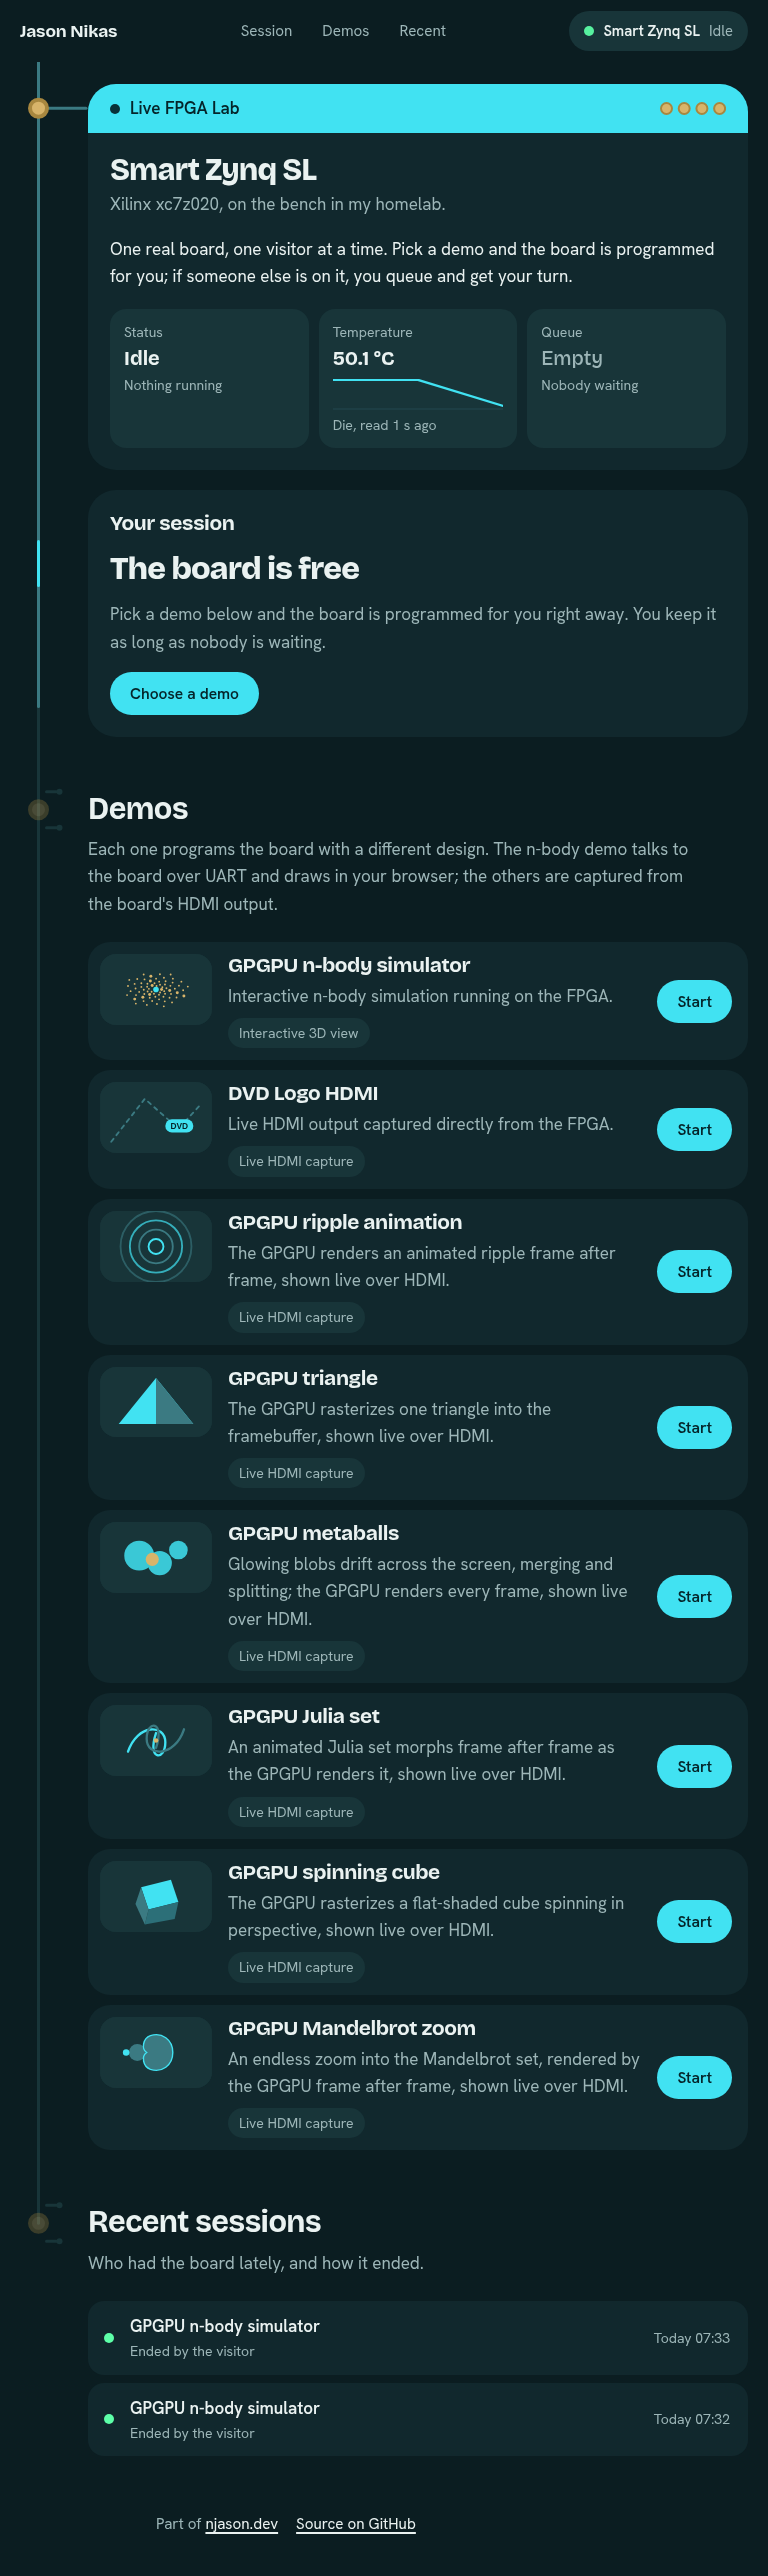 Jason Nikas
Session
Demos
Recent
Smart Zynq SL Idle
Live FPGA Lab
Smart Zynq SL
Xilinx xc7z020, on the bench in my homelab.
One real board, one visitor at a time. Pick a demo and the board is programmed
for you; if someone else is on it, you queue and get your turn.
Status
Idle
Nothing running
Temperature
50.1 °C
Die, read 1 s ago
Queue
Empty
Nobody waiting
Your session
The board is free
Pick a demo below and the board is programmed for you right away. You keep it
as long as nobody is waiting.
Choose a demo
Demos
Each one programs the board with a different design. The n-body demo talks to
the board over UART and draws in your browser; the others are captured from
the board's HDMI output.
GPGPU n-body simulator
Interactive n-body simulation running on the FPGA.
Interactive 3D view
Start
DVD
DVD Logo HDMI
Live HDMI output captured directly from the FPGA.
Live HDMI capture
Start
GPGPU ripple animation
The GPGPU renders an animated ripple frame after
frame, shown live over HDMI.
Live HDMI capture
Start
GPGPU triangle
The GPGPU rasterizes one triangle into the
framebuffer, shown live over HDMI.
Live HDMI capture
Start
GPGPU metaballs
Glowing blobs drift across the screen, merging and
splitting; the GPGPU renders every frame, shown live
over HDMI.
Live HDMI capture
Start
GPGPU Julia set
An animated Julia set morphs frame after frame as
the GPGPU renders it, shown live over HDMI.
Live HDMI capture
Start
GPGPU spinning cube
The GPGPU rasterizes a flat-shaded cube spinning in
perspective, shown live over HDMI.
Live HDMI capture
Start
GPGPU Mandelbrot zoom
An endless zoom into the Mandelbrot set, rendered by
the GPGPU frame after frame, shown live over HDMI.
Live HDMI capture
Start
Recent sessions
Who had the board lately, and how it ended.
GPGPU n-body simulator
Ended by the visitor
Today 07:33
GPGPU n-body simulator
Ended by the visitor
Today 07:32
Part of njason.dev
Source on GitHub